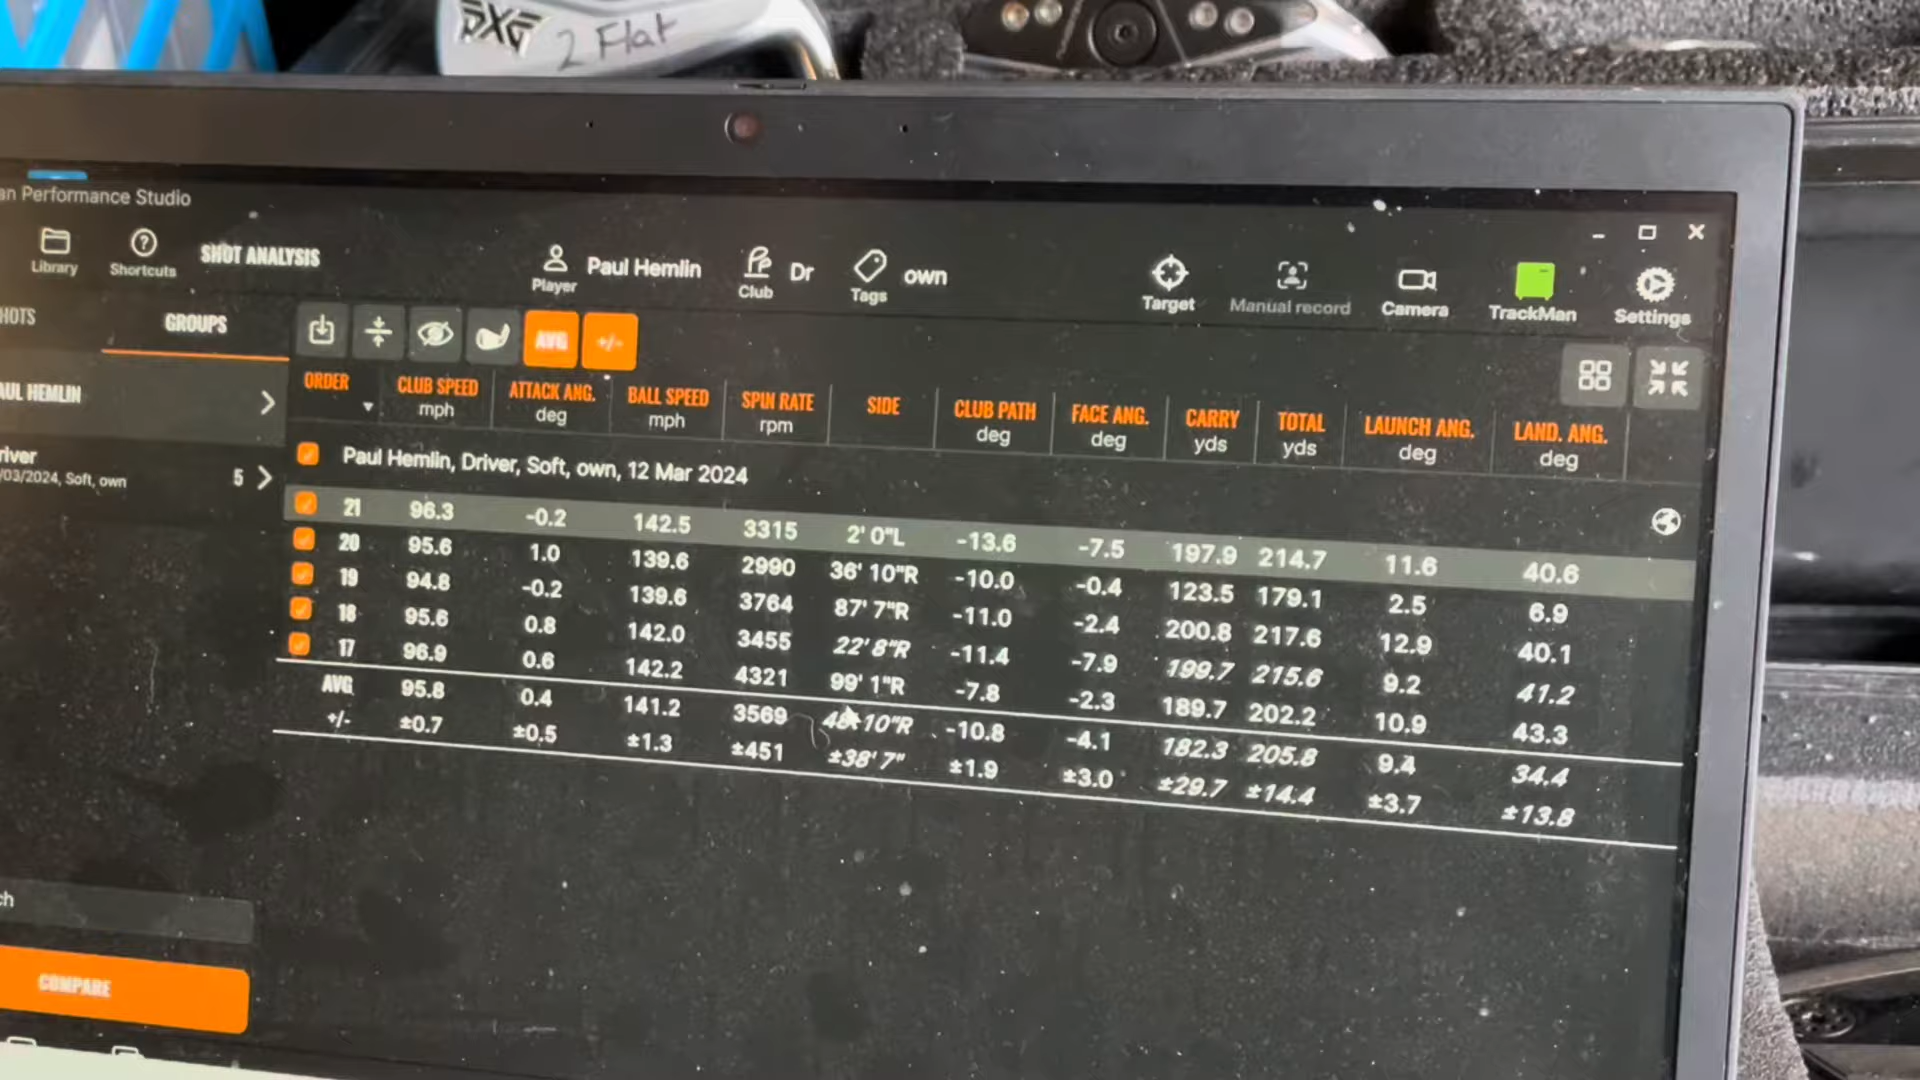 PXG 2 Flat
an Performance Studio
Library
Shortcuts
SHOT ANALYSIS
Player
Paul Hemlin
Club
Dr
Tags
own
Target
Manual record
Camera
TrackMan
Settings
HOTS
GROUPS
AVG
+/-
AUL HEMLIN
river
/03/2024, Soft, own
5
ORDER CLUB SPEED ATTACK ANG. BALL SPEED SPIN RATE SIDE CLUB PATH FACE ANG. CARRY TOTAL LAUNCH ANG. LAND. ANG.
mph deg mph rpm deg deg yds yds deg deg
Paul Hemlin, Driver, Soft, own, 12 Mar 2024
21 96.3 -0.2 142.5 3315 2' 0"L -13.6 -7.5 197.9 214.7 11.6 40.6
20 95.6 1.0 139.6 2990 36' 10"R -10.0 -0.4 123.5 179.1 2.5 6.9
19 94.8 -0.2 139.6 3764 87' 7"R -11.0 -2.4 200.8 217.6 12.9 40.1
18 95.6 0.8 142.0 3455 22' 8"R -11.4 -7.9 199.7 215.6 9.2 41.2
17 96.9 0.6 142.2 4321 99' 1"R -7.8 -2.3 189.7 202.2 10.9 43.3
AVG 95.8 0.4 141.2 3569 -10.8 -4.1 182.3 205.8 9.4 34.4
+/- ±0.7 ±0.5 ±1.3 ±451 ±38' 7" ±1.9 ±3.0 ±29.7 ±14.4 ±3.7 ±13.8
ch
COMPARE